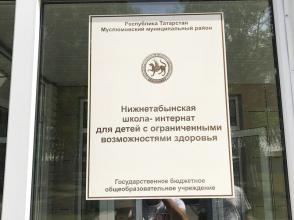 Республика Татарстан
Муслюмовский муниципальный район
Нижнетабынская
школа- интернат
для детей с ограниченными
возможностями здоровья
Государственное бюджетное
общеобразовательное учреждение